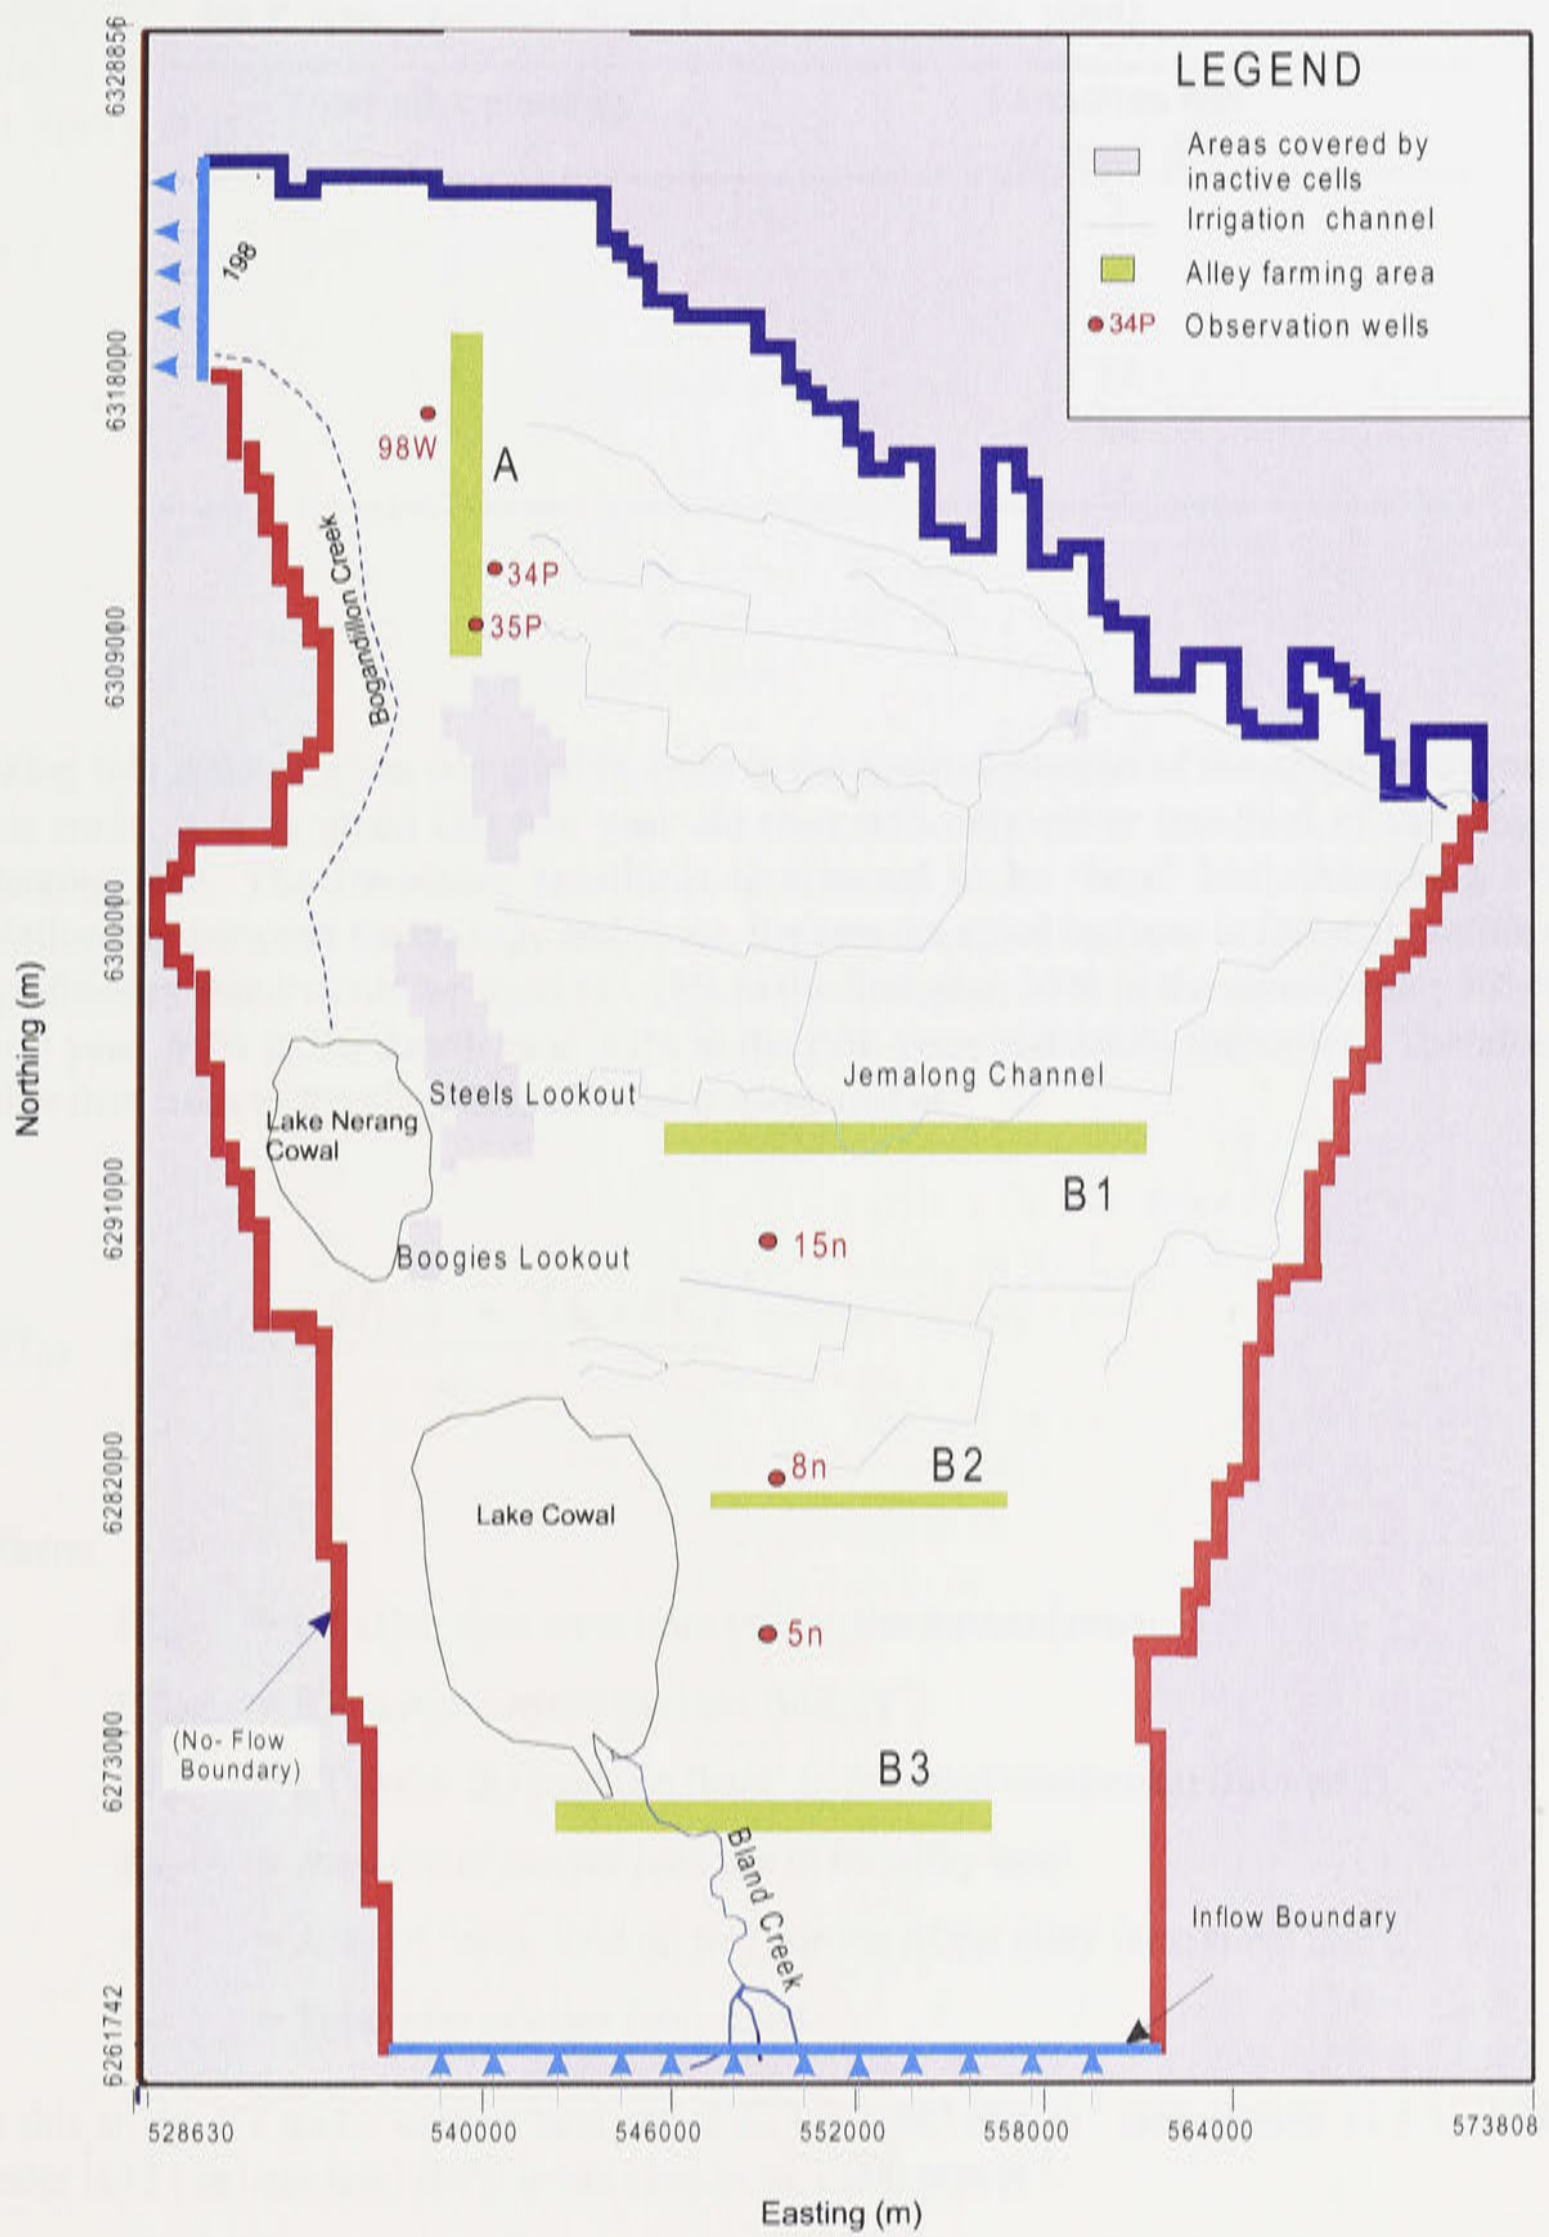 LEGEND
Areas covered by
inactive cells
Irrigation channel
Alley farming area
34P Observation wells
6328856
6318000
6309000
6300000
6291000
6282000
6273000
6261742
Northing (m)
198
98W
A
34P
35P
Bogandillon Creek
Steels Lookout
Jemalong Channel
Lake Nerang
Cowal
B1
15n
Boogies Lookout
8n
B2
Lake Cowal
5n
(No- Flow
Boundary)
B3
Bland Creek
Inflow Boundary
528630
540000
546000
552000
558000
564000
573808
Easting (m)